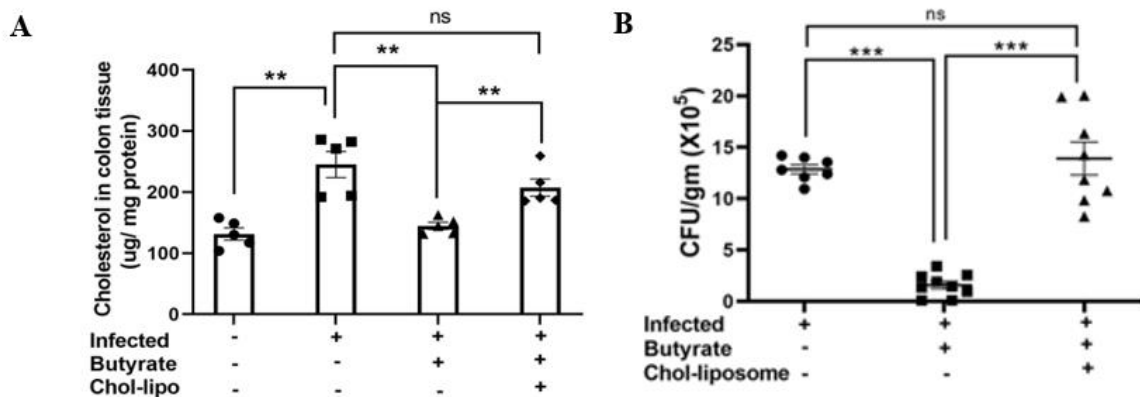 A
Cholesterol in colon tissue
(ug/ mg protein)
400
300
200
100
0
**
**
ns
**
Infected - + + +
Butyrate - - + +
Chol-lipo - - - +
B
CFU/gm (X10⁵)
25
20
15
10
5
0
ns
***
***
Infected + + +
Butyrate - + +
Chol-liposome - - +